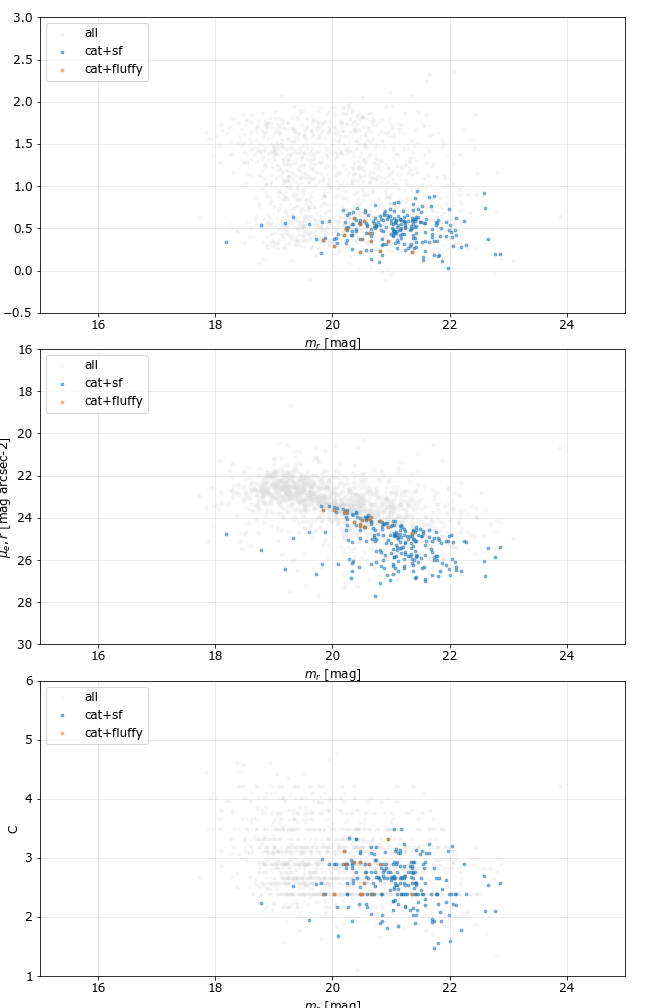 3.0
2.5
2.0
1.5
1.0
0.5
0.0
−0.5
all
cat+sf
cat+fluffy
16 18 20 22 24
m_r [mag]
16
18
20
22
24
26
28
30
μ_e, r [mag arcsec-2]
all
cat+sf
cat+fluffy
16 18 20 22 24
m_r [mag]
6
5
4
3
2
1
C
all
cat+sf
cat+fluffy
16 18 20 22 24